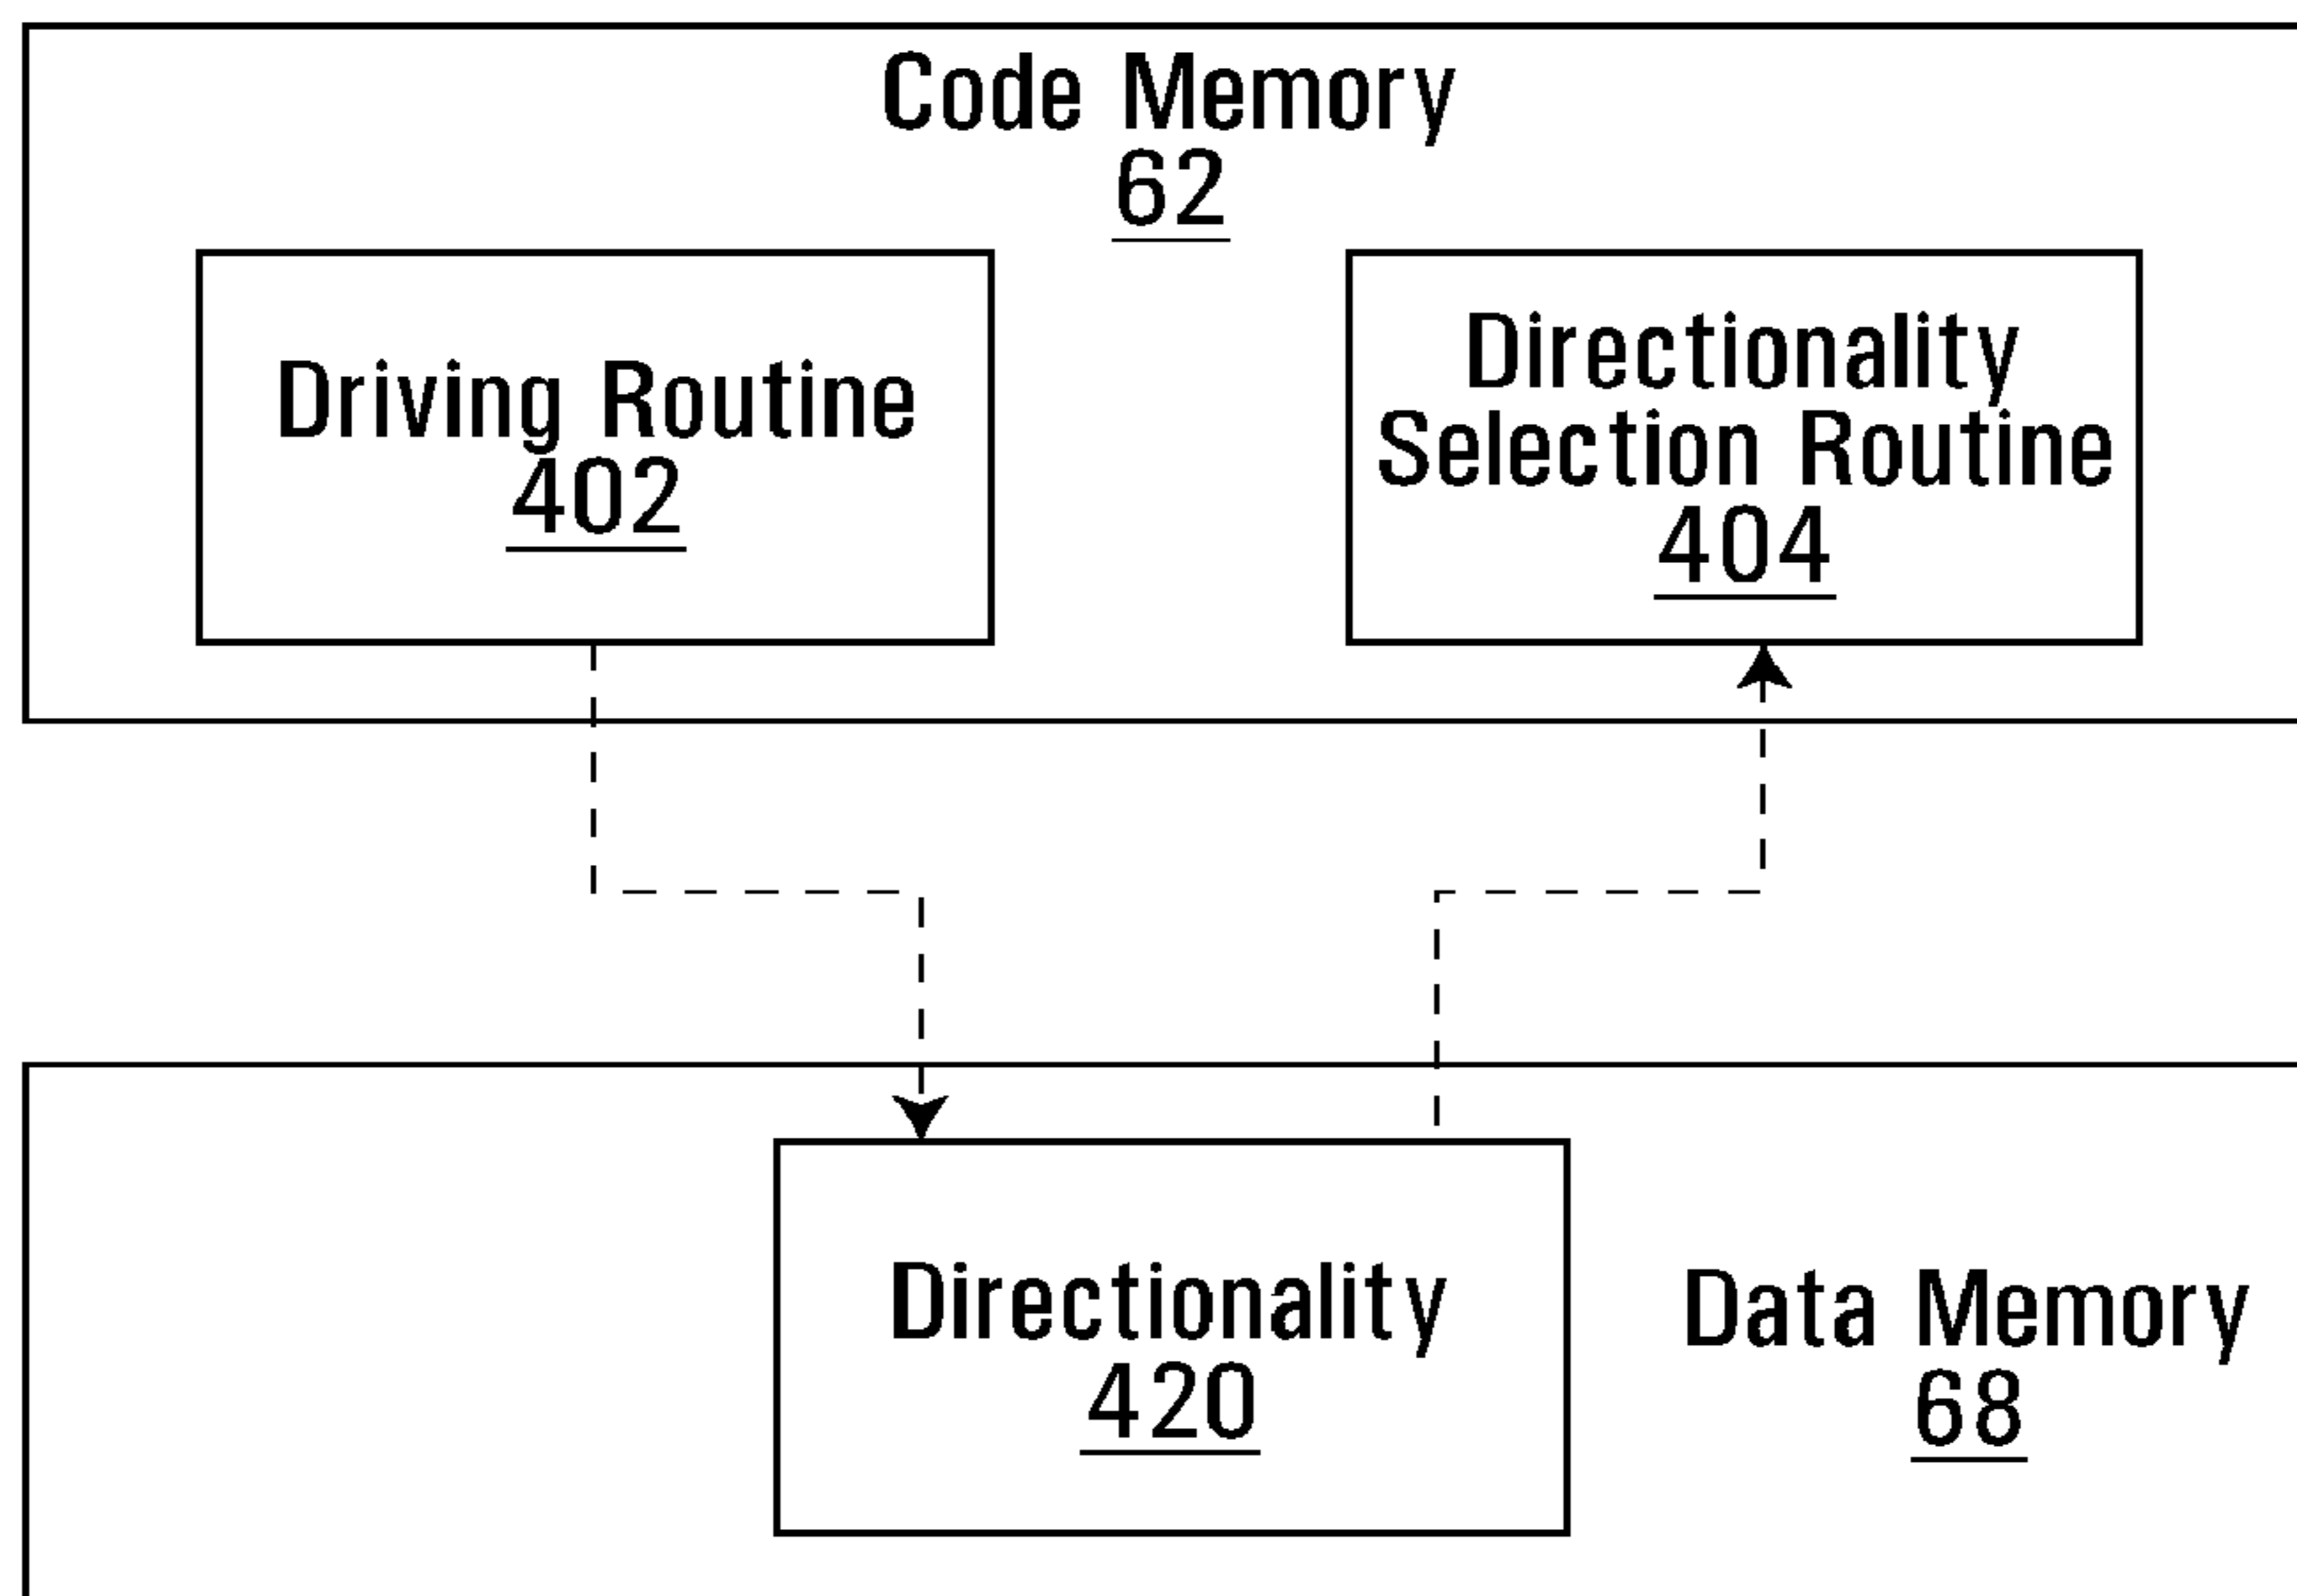 Code Memory
62
Driving Routine
402
Directionality
Selection Routine
404
Directionality
420
Data Memory
68